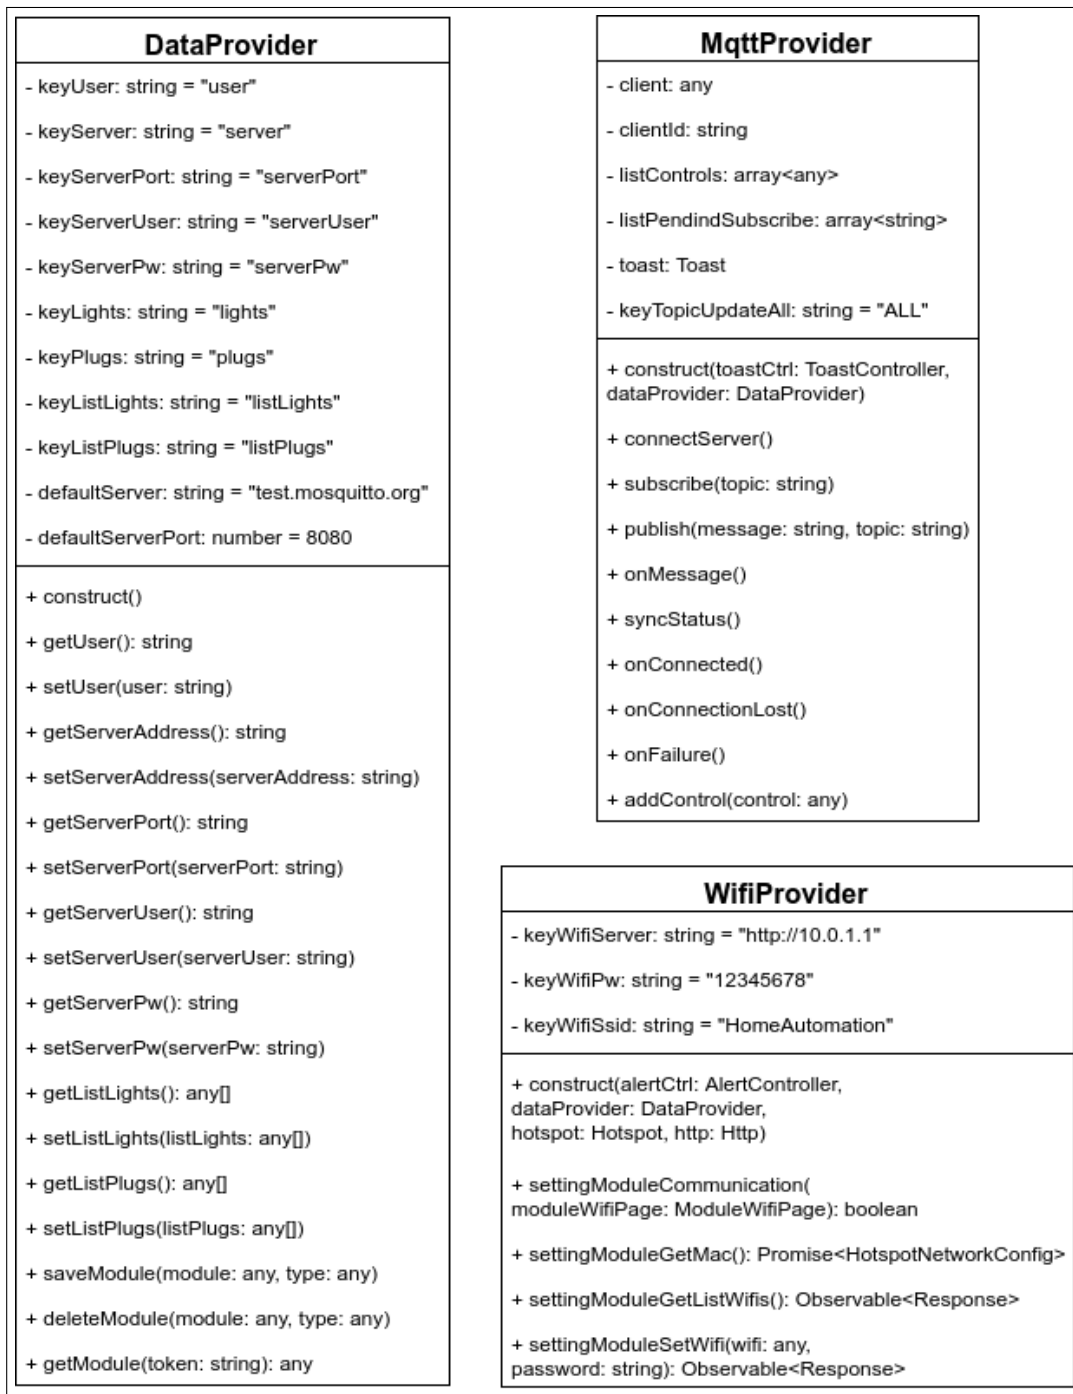 DataProvider
- keyUser: string = "user"
- keyServer: string = "server"
- keyServerPort: string = "serverPort"
- keyServerUser: string = "serverUser"
- keyServerPw: string = "serverPw"
- keyLights: string = "lights"
- keyPlugs: string = "plugs"
- keyListLights: string = "listLights"
- keyListPlugs: string = "listPlugs"
- defaultServer: string = "test.mosquitto.org"
- defaultServerPort: number = 8080
+ construct()
+ getUser(): string
+ setUser(user: string)
+ getServerAddress(): string
+ setServerAddress(serverAddress: string)
+ getServerPort(): string
+ setServerPort(serverPort: string)
+ getServerUser(): string
+ setServerUser(serverUser: string)
+ getServerPw(): string
+ setServerPw(serverPw: string)
+ getListLights(): any[]
+ setListLights(listLights: any[])
+ getListPlugs(): any[]
+ setListPlugs(listPlugs: any[])
+ saveModule(module: any, type: any)
+ deleteModule(module: any, type: any)
+ getModule(token: string): any
MqttProvider
- client: any
- clientId: string
- listControls: array<any>
- listPendindSubscribe: array<string>
- toast: Toast
- keyTopicUpdateAll: string = "ALL"
+ construct(toastCtrl: ToastController,
dataProvider: DataProvider)
+ connectServer()
+ subscribe(topic: string)
+ publish(message: string, topic: string)
+ onMessage()
+ syncStatus()
+ onConnected()
+ onConnectionLost()
+ onFailure()
+ addControl(control: any)
WifiProvider
- keyWifiServer: string = "http://10.0.1.1"
- keyWifiPw: string = "12345678"
- keyWifiSsid: string = "HomeAutomation"
+ construct(alertCtrl: AlertController,
dataProvider: DataProvider,
hotspot: Hotspot, http: Http)
+ settingModuleCommunication(
moduleWifiPage: ModuleWifiPage): boolean
+ settingModuleGetMac(): Promise<HotspotNetworkConfig>
+ settingModuleGetListWifis(): Observable<Response>
+ settingModuleSetWifi(wifi: any,
password: string): Observable<Response>